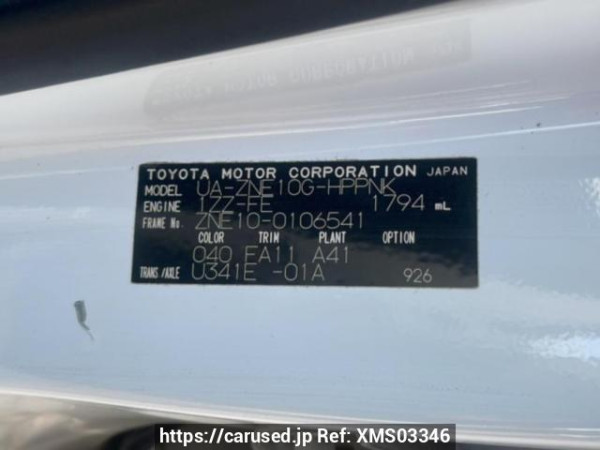 TOYOTA MOTOR CORPORATION JAPAN
MODEL UA-ZNE10G-HPPNK
ENGINE 1ZZ-FE 1794 mL
FRAME No. ZNE10-0106541
COLOR TRIM PLANT OPTION
040 FA11 A41
TRANS/AXLE U341E -01A 926
https://carused.jp Ref: XMS03346